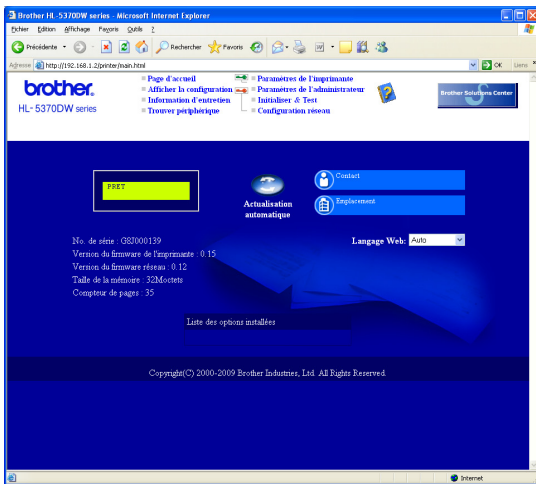 Brother HL-5370DW series - Microsoft Internet Explorer
Fichier Edition Affichage Favoris Outils ?
Précédente Rechercher Favoris
Adresse http://192.168.1.2/printer/main.html OK Liens
brother
HL-5370DW series
Page d'accueil
Afficher la configuration
Information d'entretien
Trouver périphérique
Paramètres de l'imprimante
Paramètres de l'administrateur
Initialiser & Test
Configuration réseau
Brother Solutions Center
PRET
Actualisation
automatique
Contact
Emplacement
No. de série : G8J000139
Langage Web: Auto
Version du firmware de l'imprimante : 0.15
Version du firmware réseau : 0.12
Taille de la mémoire : 32Moctets
Compteur de pages : 35
Liste des options installées
Copyright(C) 2000-2009 Brother Industries, Ltd. All Rights Reserved.
Internet